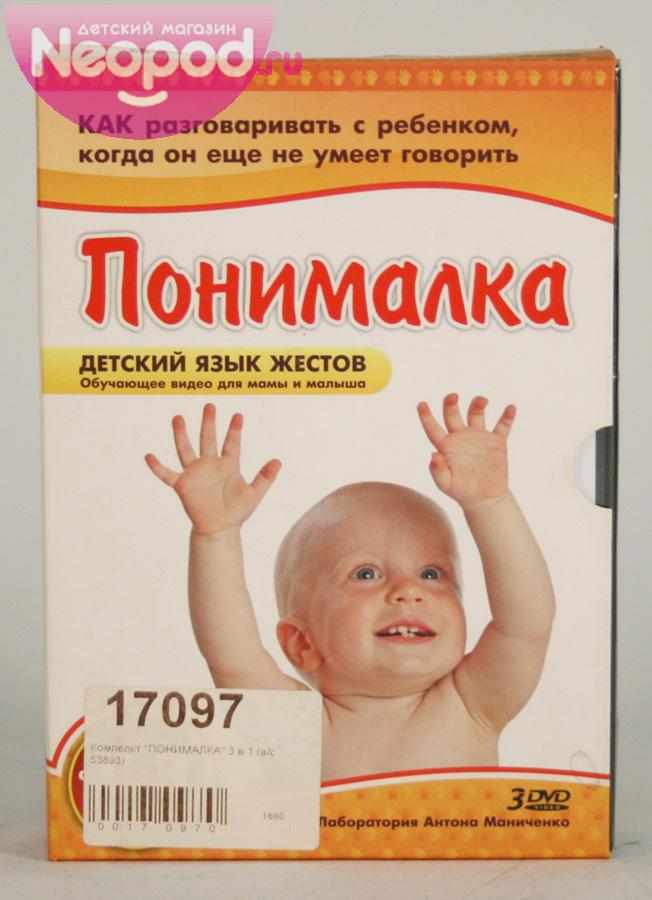 детский магазин
Neopod.ru
КАК разговаривать с ребенком,
когда он еще не умеет говорить
Понималка
ДЕТСКИЙ ЯЗЫК ЖЕСТОВ
Обучающее видео для мамы и малыша
17097
Компелкт "ПОНИМАЛКА" 3 в 1 (а/с
53893)
0017 0970
1690
3 DVD
VIDEO
Лаборатория Антона Маниченко